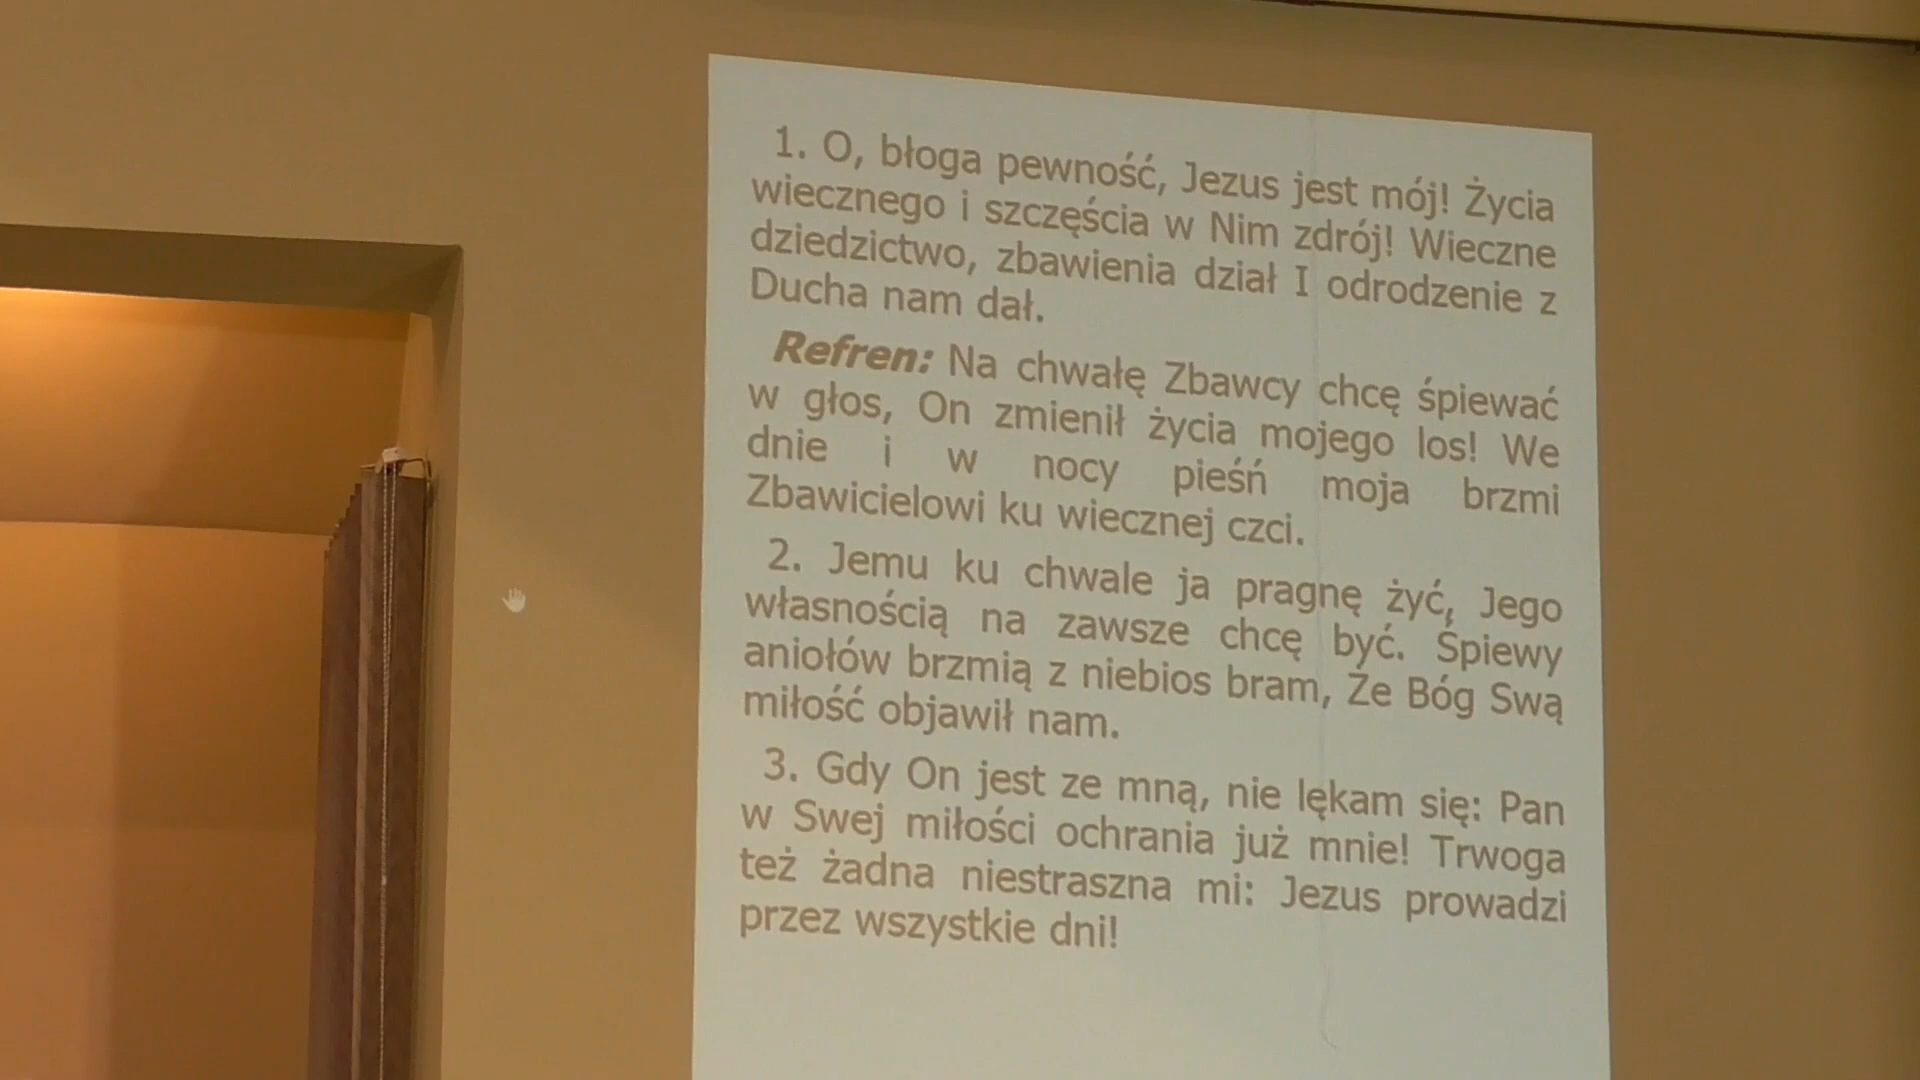 1. O, błoga pewność, Jezus jest mój! Życia
wiecznego i szczęścia w Nim zdrój! Wieczne
dziedzictwo, zbawienia dział I odrodzenie z
Ducha nam dał.
Refren: Na chwałę Zbawcy chcę śpiewać
w głos, On zmienił życia mojego los! We
dnie i w nocy pieśń moja brzmi
Zbawicielowi ku wiecznej czci.
2. Jemu ku chwale ja pragnę żyć, Jego
własnością na zawsze chcę być. Śpiewy
aniołów brzmią z niebios bram, Że Bóg Swą
miłość objawił nam.
3. Gdy On jest ze mną, nie lękam się: Pan
w Swej miłości ochrania już mnie! Trwoga
też żadna niestraszna mi: Jezus prowadzi
przez wszystkie dni!